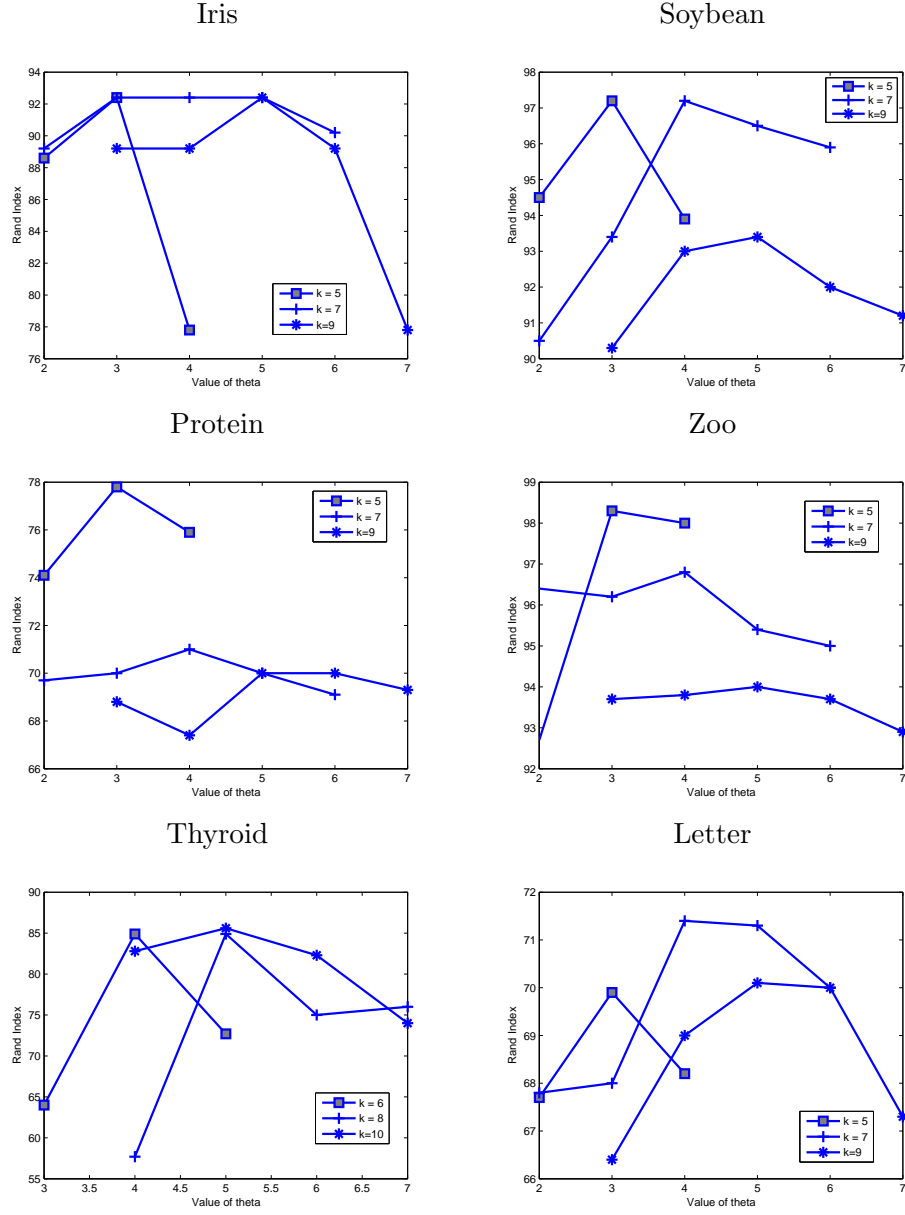 Iris
Soybean
94
92
90
88
86
84
82
80
78
76
Rand Index
2 3 4 5 6 7
Value of theta
k = 5
k = 7
k=9
98
97
96
95
94
93
92
91
90
Rand Index
2 3 4 5 6 7
Value of theta
k = 5
k = 7
k=9
Protein
Zoo
78
76
74
72
70
68
66
Rand Index
2 3 4 5 6 7
Value of theta
k = 5
k = 7
k=9
99
98
97
96
95
94
93
92
Rand Index
2 3 4 5 6 7
Value of theta
k = 5
k = 7
k=9
Thyroid
Letter
90
85
80
75
70
65
60
55
Rand Index
3 3.5 4 4.5 5 5.5 6 6.5 7
Value of theta
k = 6
k = 8
k=10
72
71
70
69
68
67
66
Rand Index
2 3 4 5 6 7
Value of theta
k = 5
k = 7
k=9